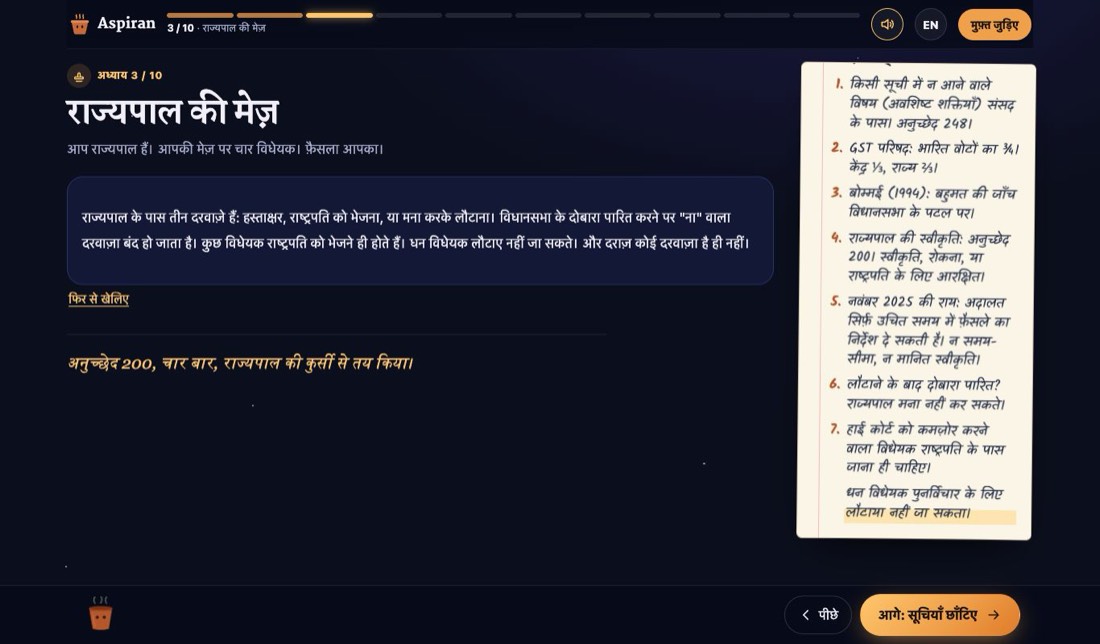 Aspiran
3 / 10 · राज्यपाल की मेज़
EN
मुफ़्त जुड़िए
अध्याय 3 / 10
राज्यपाल की मेज़
आप राज्यपाल हैं। आपकी मेज़ पर चार विधेयक। फ़ैसला आपका।
राज्यपाल के पास तीन दरवाज़े हैं: हस्ताक्षर, राष्ट्रपति को भेजना, या मना करके लौटाना। विधानसभा के दोबारा पारित करने पर "ना" वाला
दरवाज़ा बंद हो जाता है। कुछ विधेयक राष्ट्रपति को भेजने ही होते हैं। धन विधेयक लौटाए नहीं जा सकते। और दराज़ कोई दरवाज़ा है ही नहीं।
फिर से खेलिए
अनुच्छेद 200, चार बार, राज्यपाल की कुर्सी से तय किया।
1. किसी सूची में न आने वाले
विषय (अवशिष्ट शक्तियाँ) संसद
के पास। अनुच्छेद 248।
2. GST परिषद: भारित वोटों का ¾।
केंद्र ⅓, राज्य ⅔।
3. बोम्मई (1994): बहुमत की जाँच
विधानसभा के पटल पर।
4. राज्यपाल की स्वीकृति: अनुच्छेद
200। स्वीकृति, रोकना, या
राष्ट्रपति के लिए आरक्षित।
5. नवंबर 2025 की राय: अदालत
सिर्फ़ उचित समय में फ़ैसले का
निर्देश दे सकती है। न समय-
सीमा, न मानित स्वीकृति।
6. लौटाने के बाद दोबारा पारित?
राज्यपाल मना नहीं कर सकते।
7. हाई कोर्ट को कमज़ोर करने
वाला विधेयक राष्ट्रपति के पास
जाना ही चाहिए।
धन विधेयक पुनर्विचार के लिए
लौटाया नहीं जा सकता।
पीछे
आगे: सूचियाँ छाँटिए